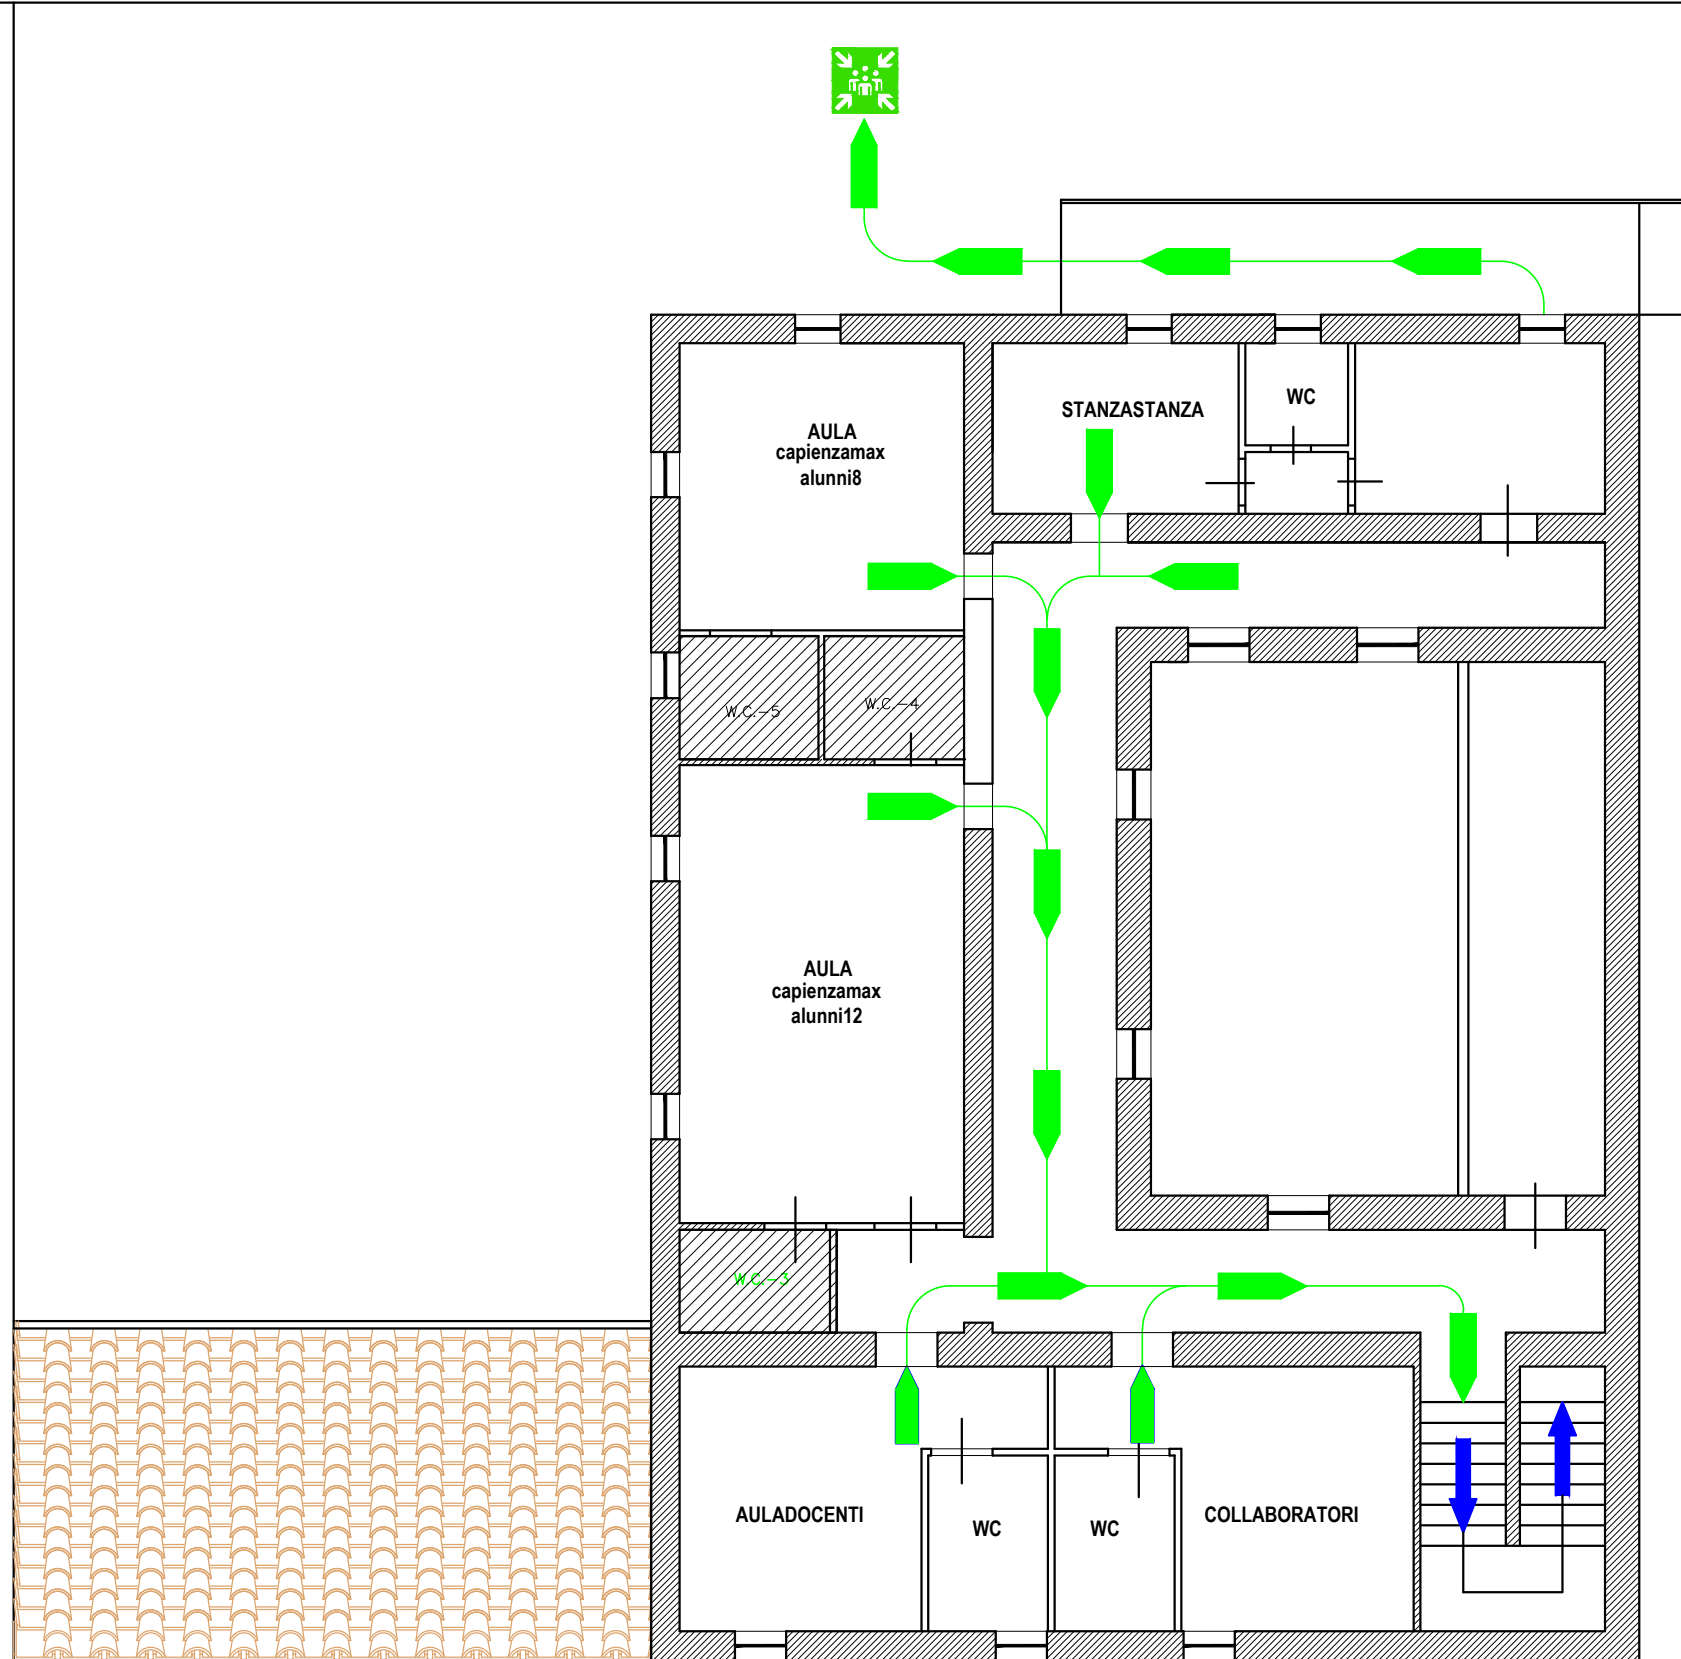 WC
STANZASTANZA
AULA
capienzamax
alunni8
W.C.-5
W.C.-4
AULA
capienzamax
alunni12
W.C.-3
AULADOCENTI
WC
WC
COLLABORATORI